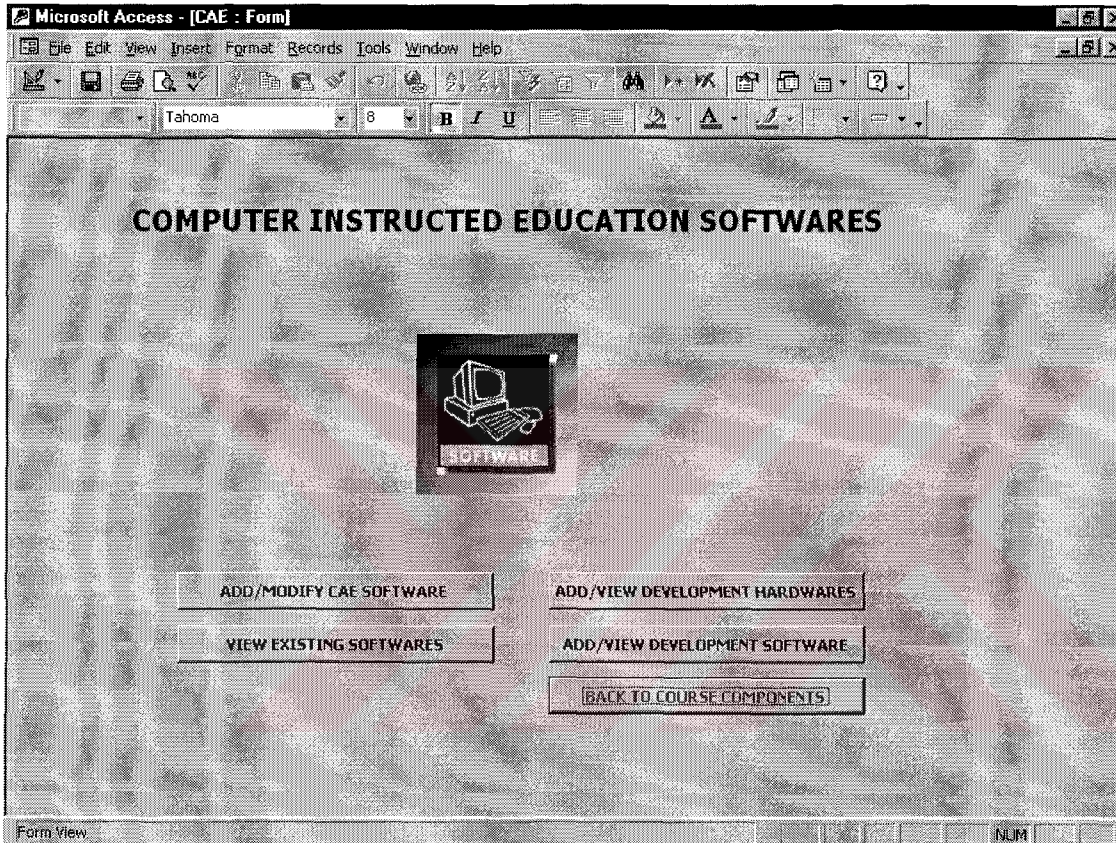 Microsoft Access - [CAE : Form]
File Edit View Insert Format Records Tools Window Help
Tahoma 8 B I U A
COMPUTER INSTRUCTED EDUCATION SOFTWARES
SOFTWARE
ADD/MODIFY CAE SOFTWARE ADD/VIEW DEVELOPMENT HARDWARES
VIEW EXISTING SOFTWARES ADD/VIEW DEVELOPMENT SOFTWARE
BACK TO COURSE COMPONENTS
Form View NUM